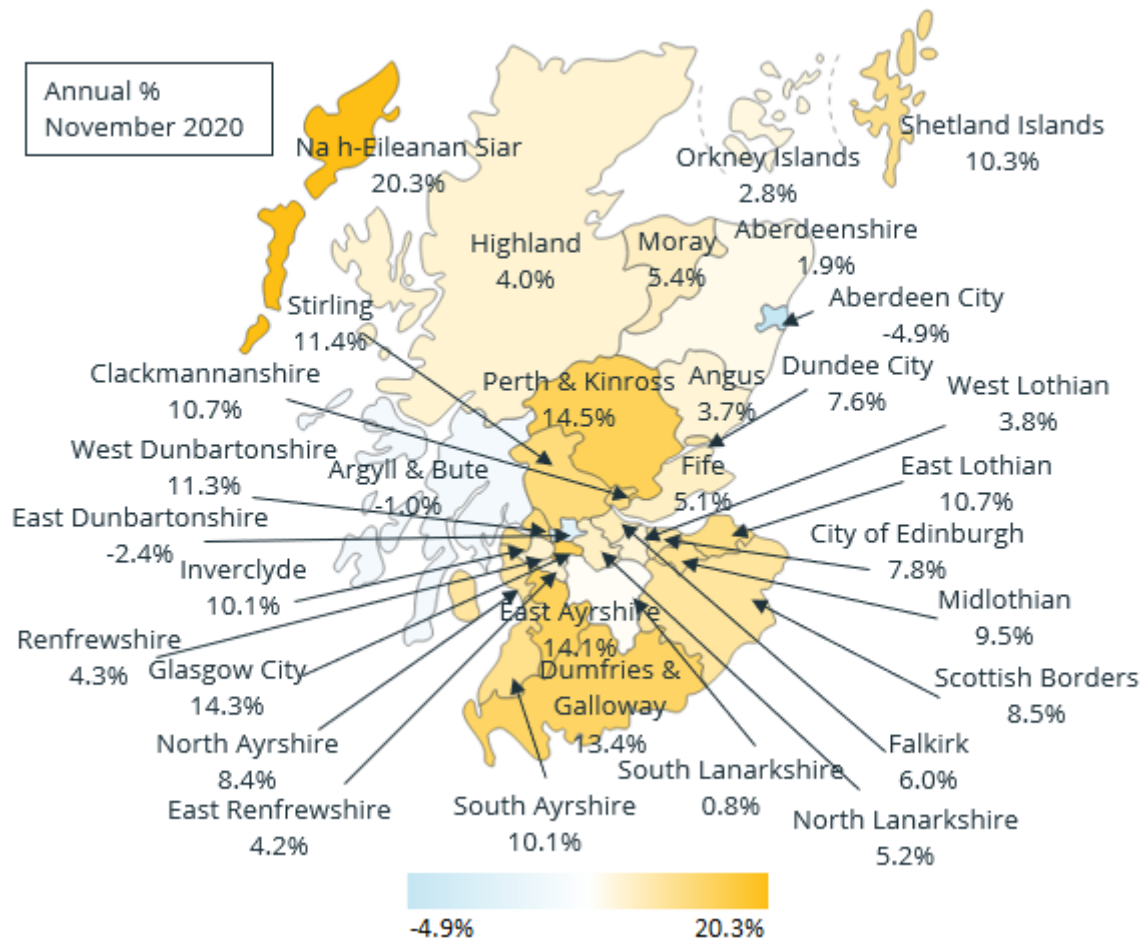 Annual %
November 2020
Na h-Eileanan Siar
20.3%
Shetland Islands
10.3%
Orkney Islands
2.8%
Highland
4.0%
Moray
5.4%
Aberdeenshire
1.9%
Aberdeen City
-4.9%
Stirling
11.4%
Clackmannanshire
10.7%
Perth & Kinross
14.5%
Angus
3.7%
Dundee City
7.6%
West Lothian
3.8%
West Dunbartonshire
11.3%
Argyll & Bute
-1.0%
Fife
5.1%
East Lothian
10.7%
East Dunbartonshire
-2.4%
City of Edinburgh
7.8%
Inverclyde
10.1%
Midlothian
9.5%
Renfrewshire
4.3%
Glasgow City
14.3%
East Ayrshire
14.1%
Dumfries &
Galloway
13.4%
Scottish Borders
8.5%
North Ayrshire
8.4%
Falkirk
6.0%
South Lanarkshire
0.8%
East Renfrewshire
4.2%
South Ayrshire
10.1%
North Lanarkshire
5.2%
-4.9%
20.3%